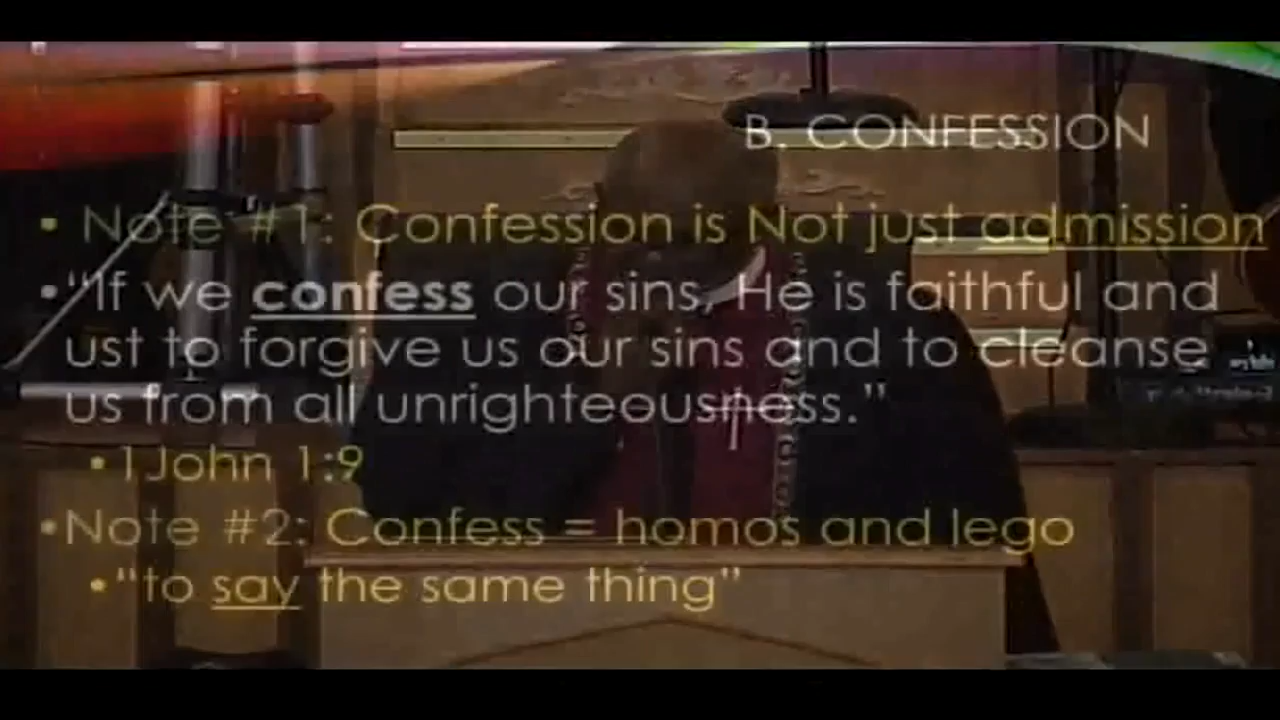 B. CONFESSION
• Note #1: Confession is Not just admission
• "If we confess our sins, He is faithful and
ust to forgive us our sins and to cleanse
us from all unrighteousness."
• 1John 1:9
• Note #2: Confess = homos and lego
• "to say the same thing"